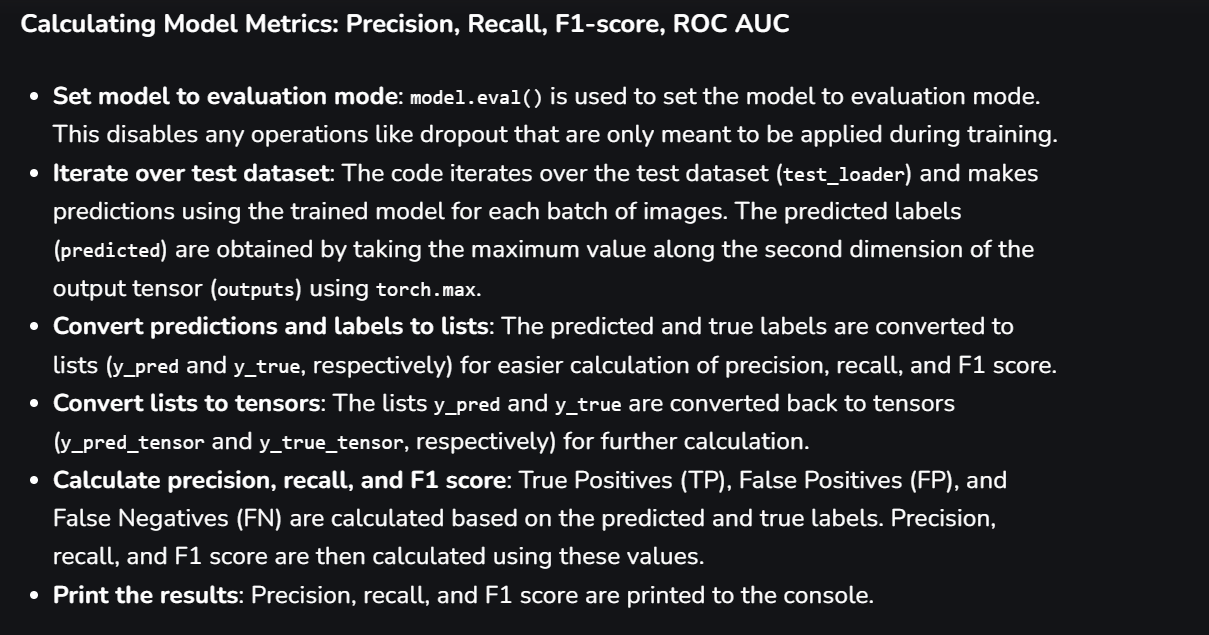 Calculating Model Metrics: Precision, Recall, F1-score, ROC AUC
• Set model to evaluation mode: model.eval() is used to set the model to evaluation mode.
This disables any operations like dropout that are only meant to be applied during training.
• Iterate over test dataset: The code iterates over the test dataset (test_loader) and makes
predictions using the trained model for each batch of images. The predicted labels
(predicted) are obtained by taking the maximum value along the second dimension of the
output tensor (outputs) using torch.max.
• Convert predictions and labels to lists: The predicted and true labels are converted to
lists (y_pred and y_true, respectively) for easier calculation of precision, recall, and F1 score.
• Convert lists to tensors: The lists y_pred and y_true are converted back to tensors
(y_pred_tensor and y_true_tensor, respectively) for further calculation.
• Calculate precision, recall, and F1 score: True Positives (TP), False Positives (FP), and
False Negatives (FN) are calculated based on the predicted and true labels. Precision,
recall, and F1 score are then calculated using these values.
• Print the results: Precision, recall, and F1 score are printed to the console.